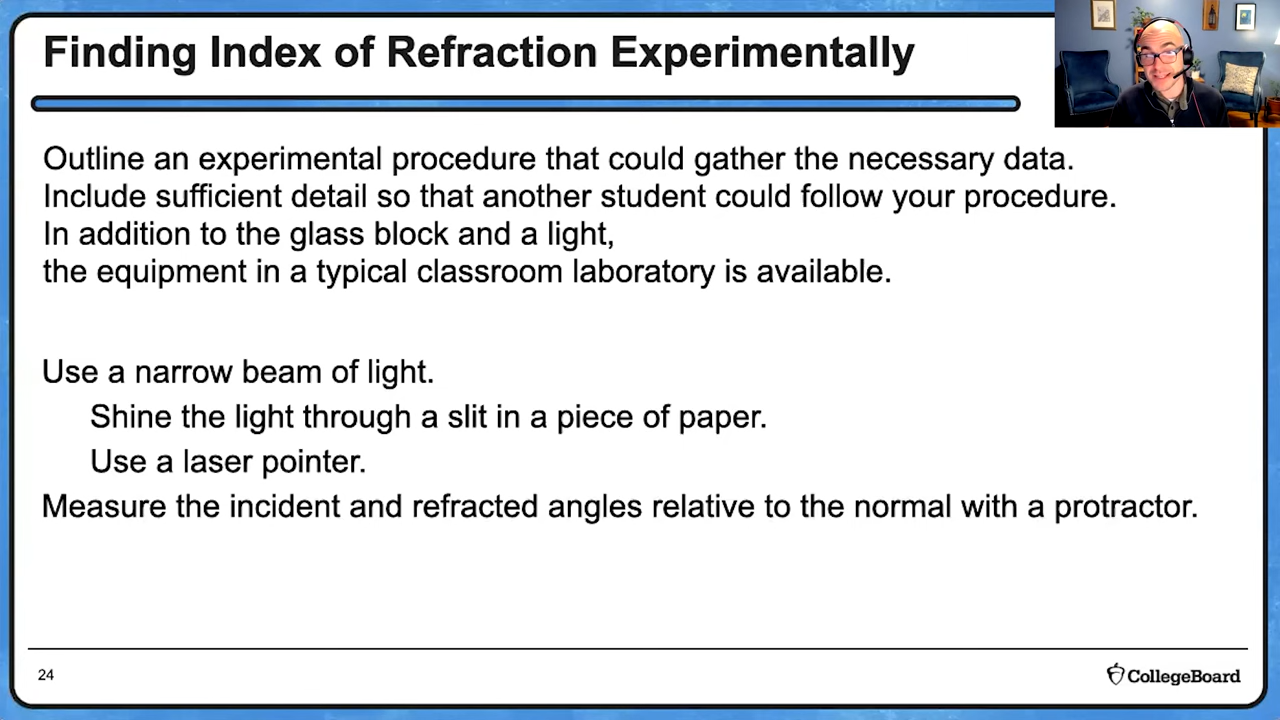 Finding Index of Refraction Experimentally
Outline an experimental procedure that could gather the necessary data.
Include sufficient detail so that another student could follow your procedure.
In addition to the glass block and a light,
the equipment in a typical classroom laboratory is available.
Use a narrow beam of light.
Shine the light through a slit in a piece of paper.
Use a laser pointer.
Measure the incident and refracted angles relative to the normal with a protractor.
24
CollegeBoard